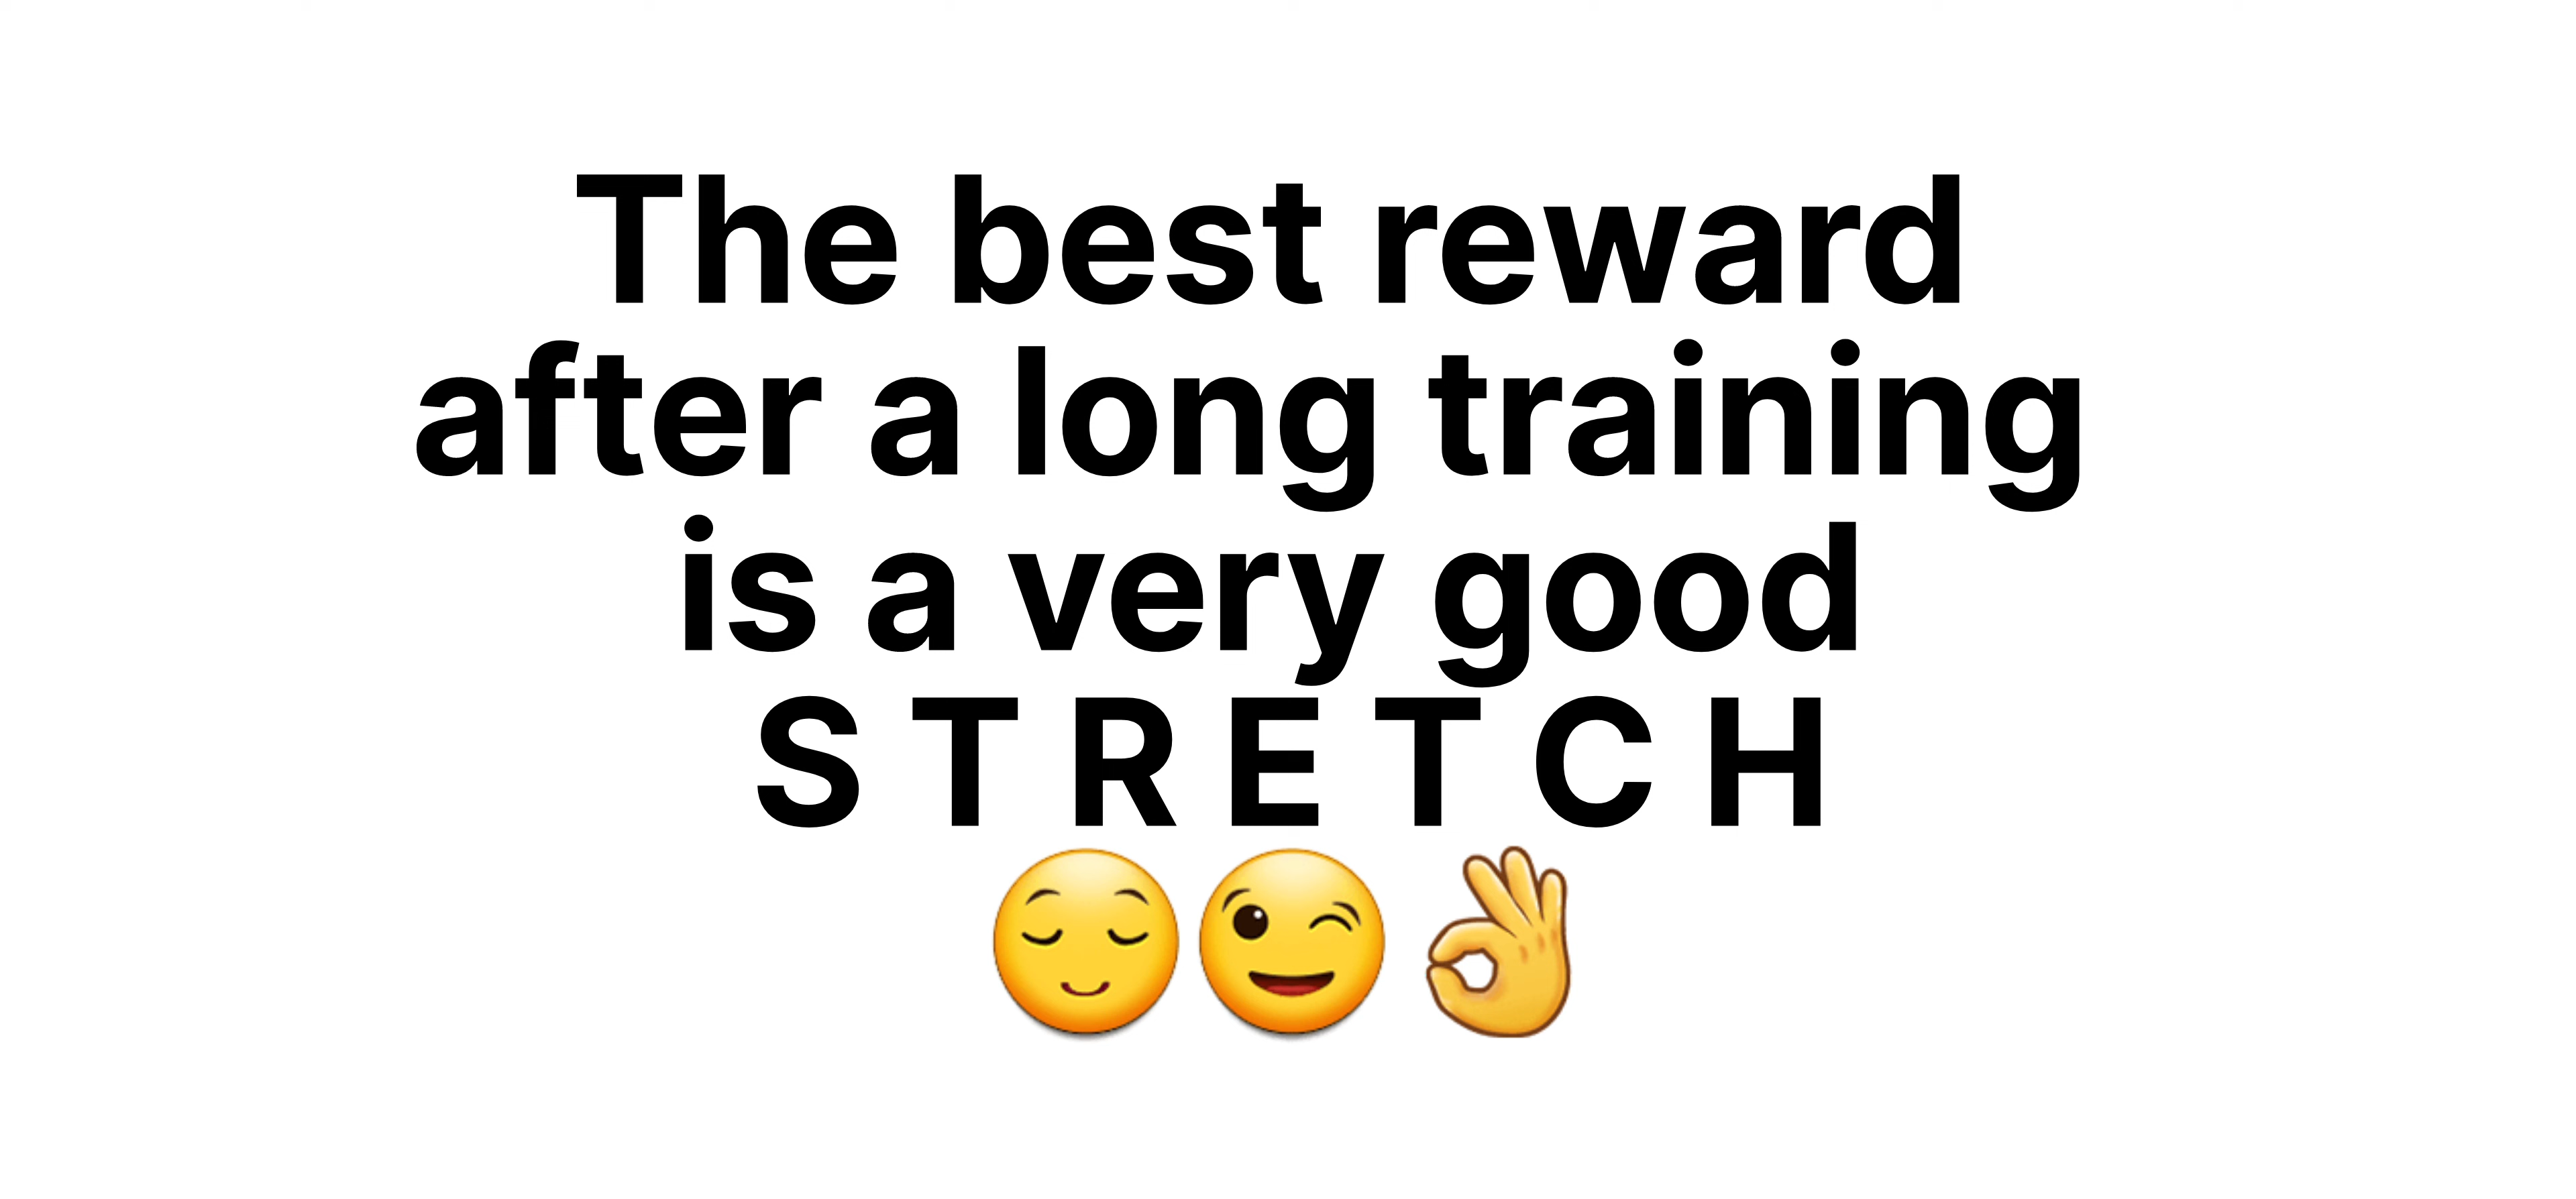 The best reward
after a long training
is a very good
S T R E T C H
😌😉👌